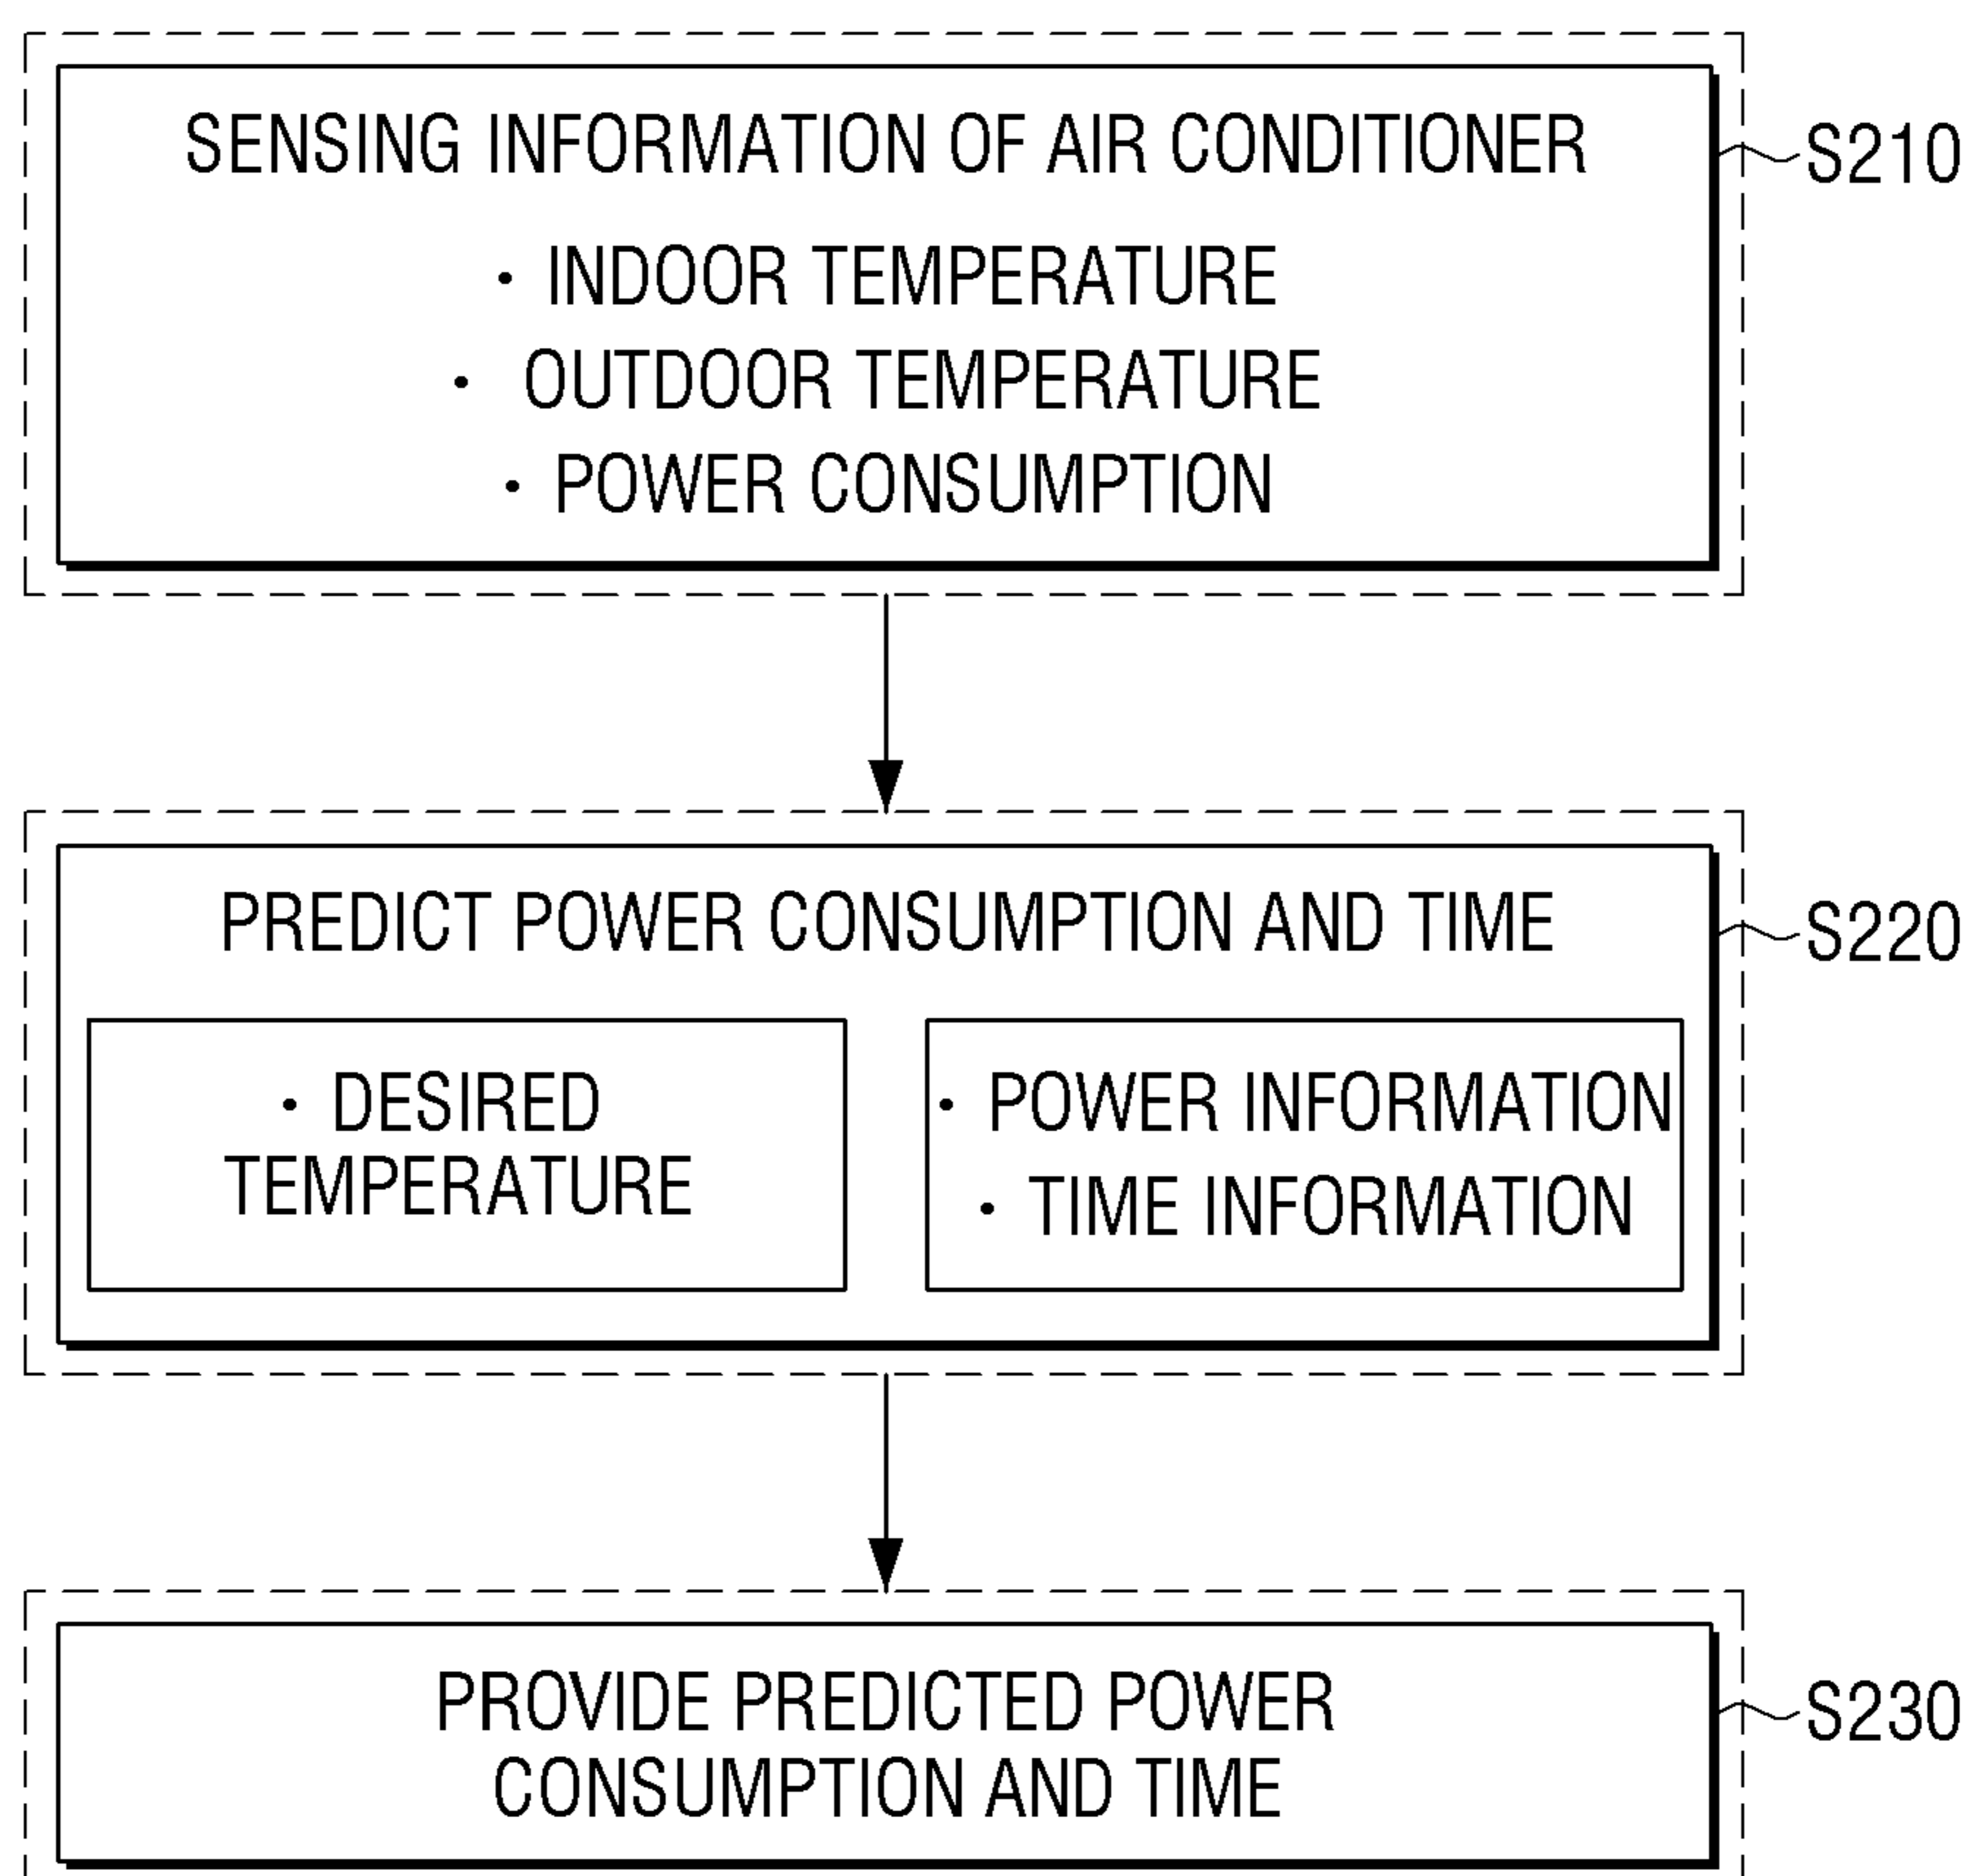 SENSING INFORMATION OF AIR CONDITIONER
S210
• INDOOR TEMPERATURE
• OUTDOOR TEMPERATURE
• POWER CONSUMPTION
PREDICT POWER CONSUMPTION AND TIME
S220
• DESIRED
TEMPERATURE
• POWER INFORMATION
• TIME INFORMATION
PROVIDE PREDICTED POWER
CONSUMPTION AND TIME
S230